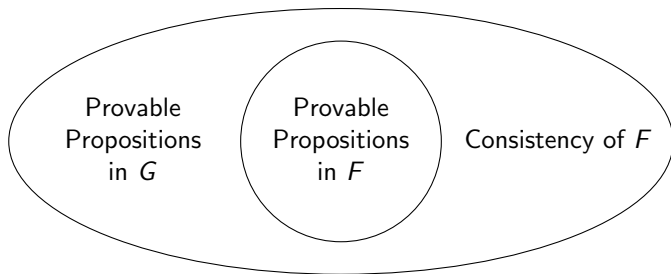 Provable
Propositions
in G
Provable
Propositions
in F
Consistency of F